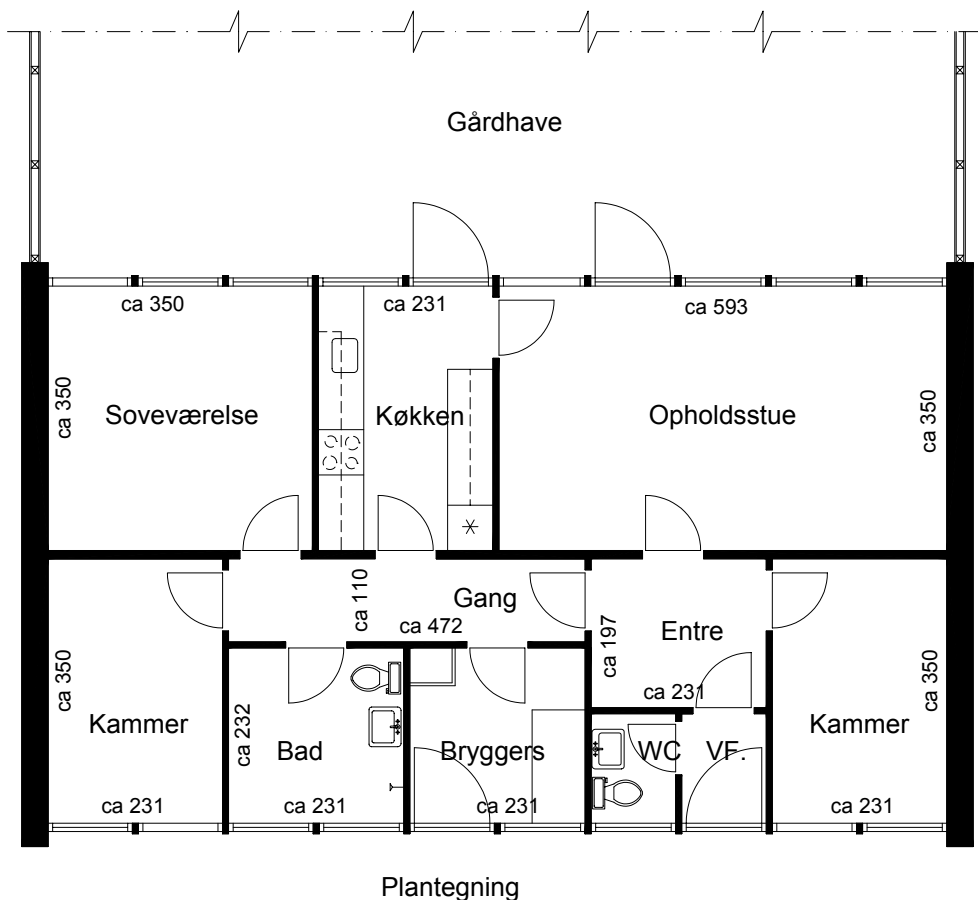 Gårdhave
ca 350
ca 231
ca 593
ca 350
Soveværelse
Køkken
Opholdsstue
ca 350
ca 110
Gang
ca 472
ca 197
Entre
ca 231
ca 350
Kammer
ca 232
Bad
Bryggers
WC
VF.
Kammer
ca 350
ca 231
ca 231
ca 231
ca 231
Plantegning